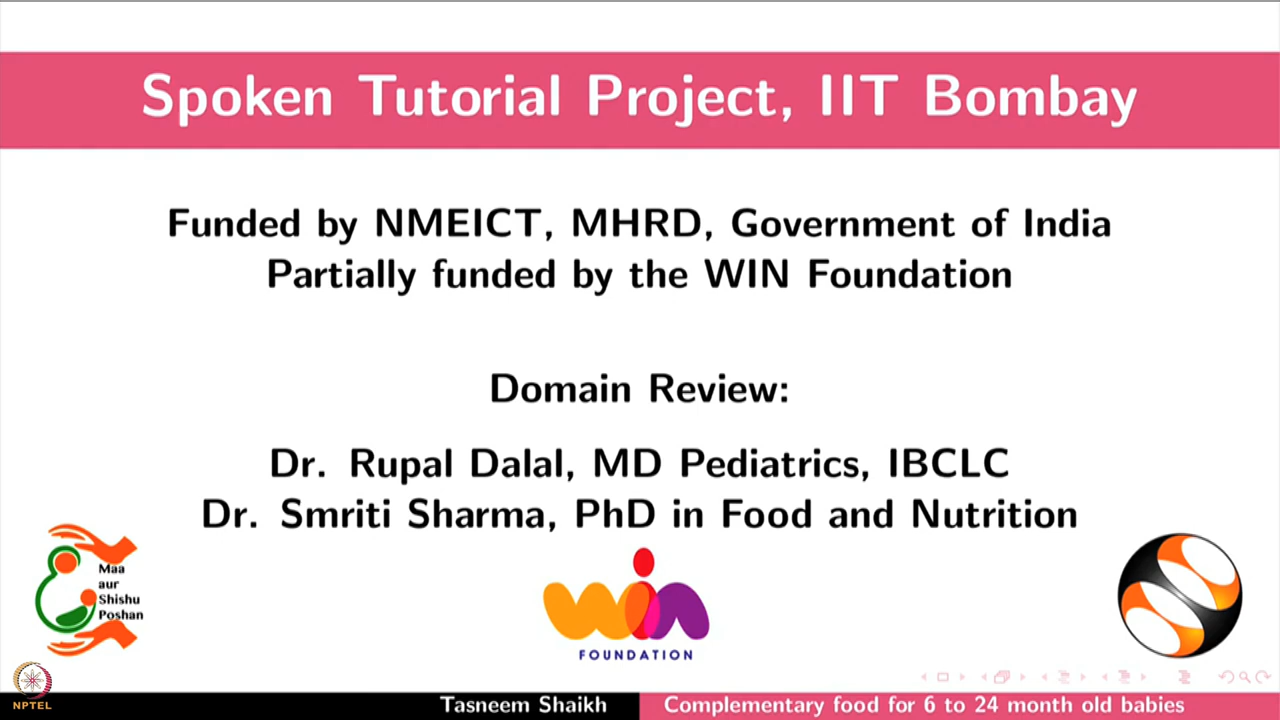 Spoken Tutorial Project, IIT Bombay
Funded by NMEICT, MHRD, Government of India
Partially funded by the WIN Foundation
Domain Review:
Dr. Rupal Dalal, MD Pediatrics, IBCLC
Dr. Smriti Sharma, PhD in Food and Nutrition
Maa
aur
Shishu
Poshan
win
FOUNDATION
NPTEL
Tasneem Shaikh
Complementary food for 6 to 24 month old babies